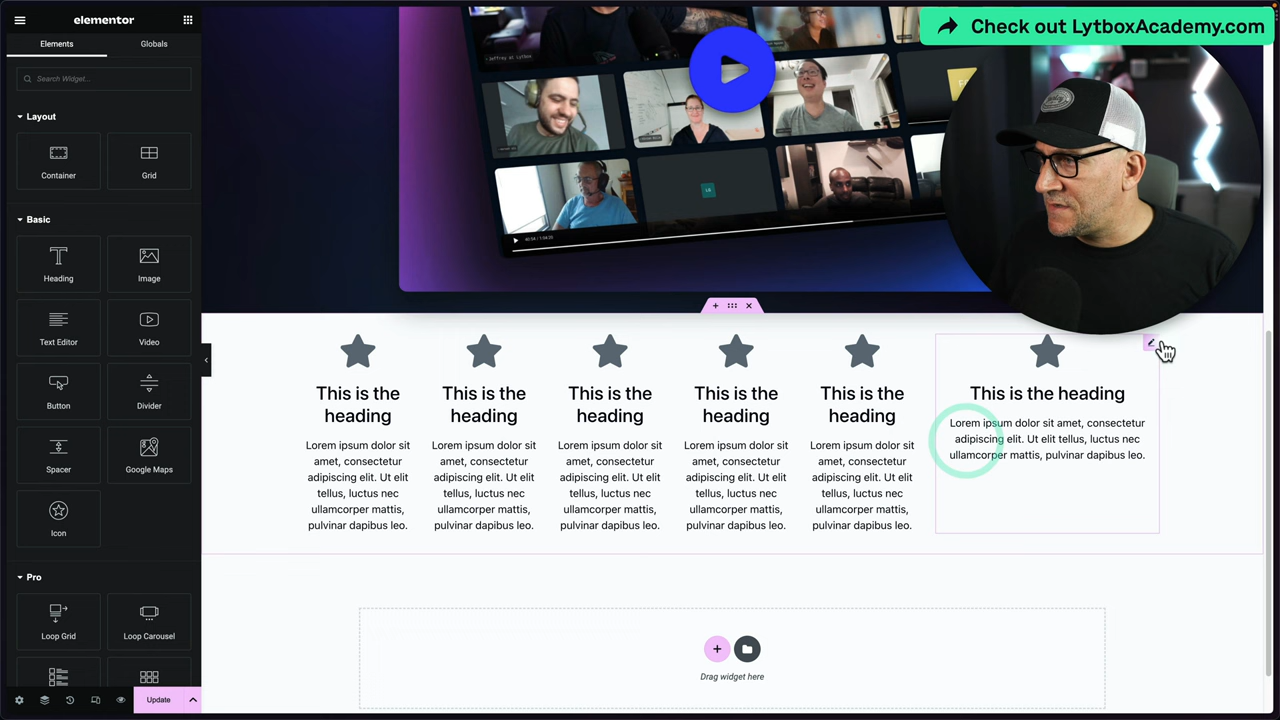 elementor
Check out LytboxAcademy.com
Elements
Globals
Search Widget...
Layout
Container
Grid
Basic
Heading
Image
Text Editor
Video
Button
Divider
Spacer
Google Maps
Icon
Pro
Loop Grid
Loop Carousel
Update
This is the
heading
Lorem ipsum dolor sit
amet, consectetur
adipiscing elit. Ut elit
tellus, luctus nec
ullamcorper mattis,
pulvinar dapibus leo.
This is the
heading
Lorem ipsum dolor sit
amet, consectetur
adipiscing elit. Ut elit
tellus, luctus nec
ullamcorper mattis,
pulvinar dapibus leo.
This is the
heading
Lorem ipsum dolor sit
amet, consectetur
adipiscing elit. Ut elit
tellus, luctus nec
ullamcorper mattis,
pulvinar dapibus leo.
This is the
heading
Lorem ipsum dolor sit
amet, consectetur
adipiscing elit. Ut elit
tellus, luctus nec
ullamcorper mattis,
pulvinar dapibus leo.
This is the
heading
Lorem ipsum dolor sit
amet, consectetur
adipiscing elit. Ut elit
tellus, luctus nec
ullamcorper mattis,
pulvinar dapibus leo.
This is the heading
Lorem ipsum dolor sit amet, consectetur
adipiscing elit. Ut elit tellus, luctus nec
ullamcorper mattis, pulvinar dapibus leo.
Drag widget here